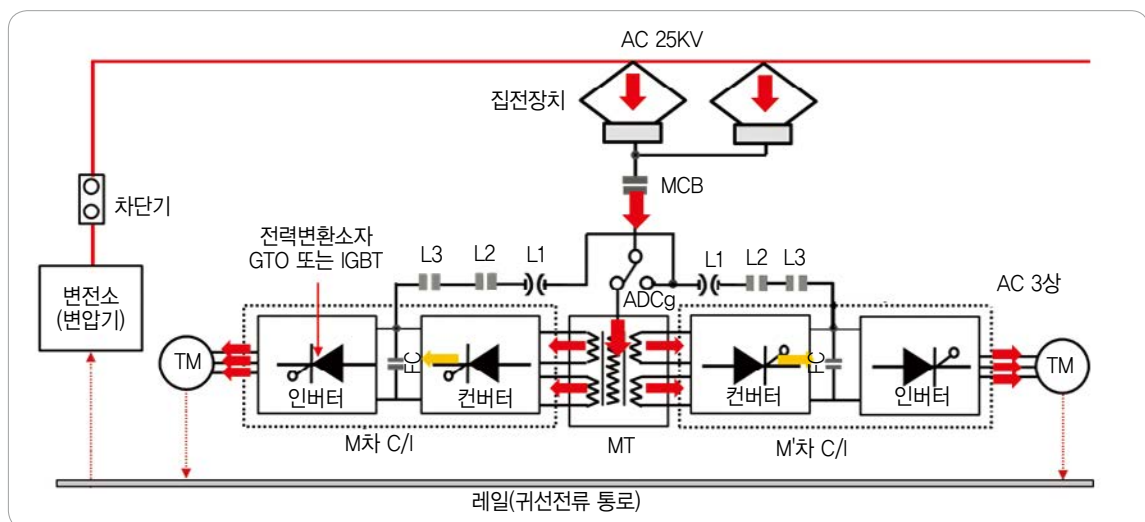 AC 25KV
집전장치
MCB
차단기
전력변환소자
GTO 또는 IGBT
L3
L2
L1
L1
L2
L3
ADCg
AC 3상
변전소
(변압기)
TM
인버터
FC
컨버터
컨버터
FC
인버터
TM
M차 C/I
MT
M'차 C/I
레일(귀선전류 통로)